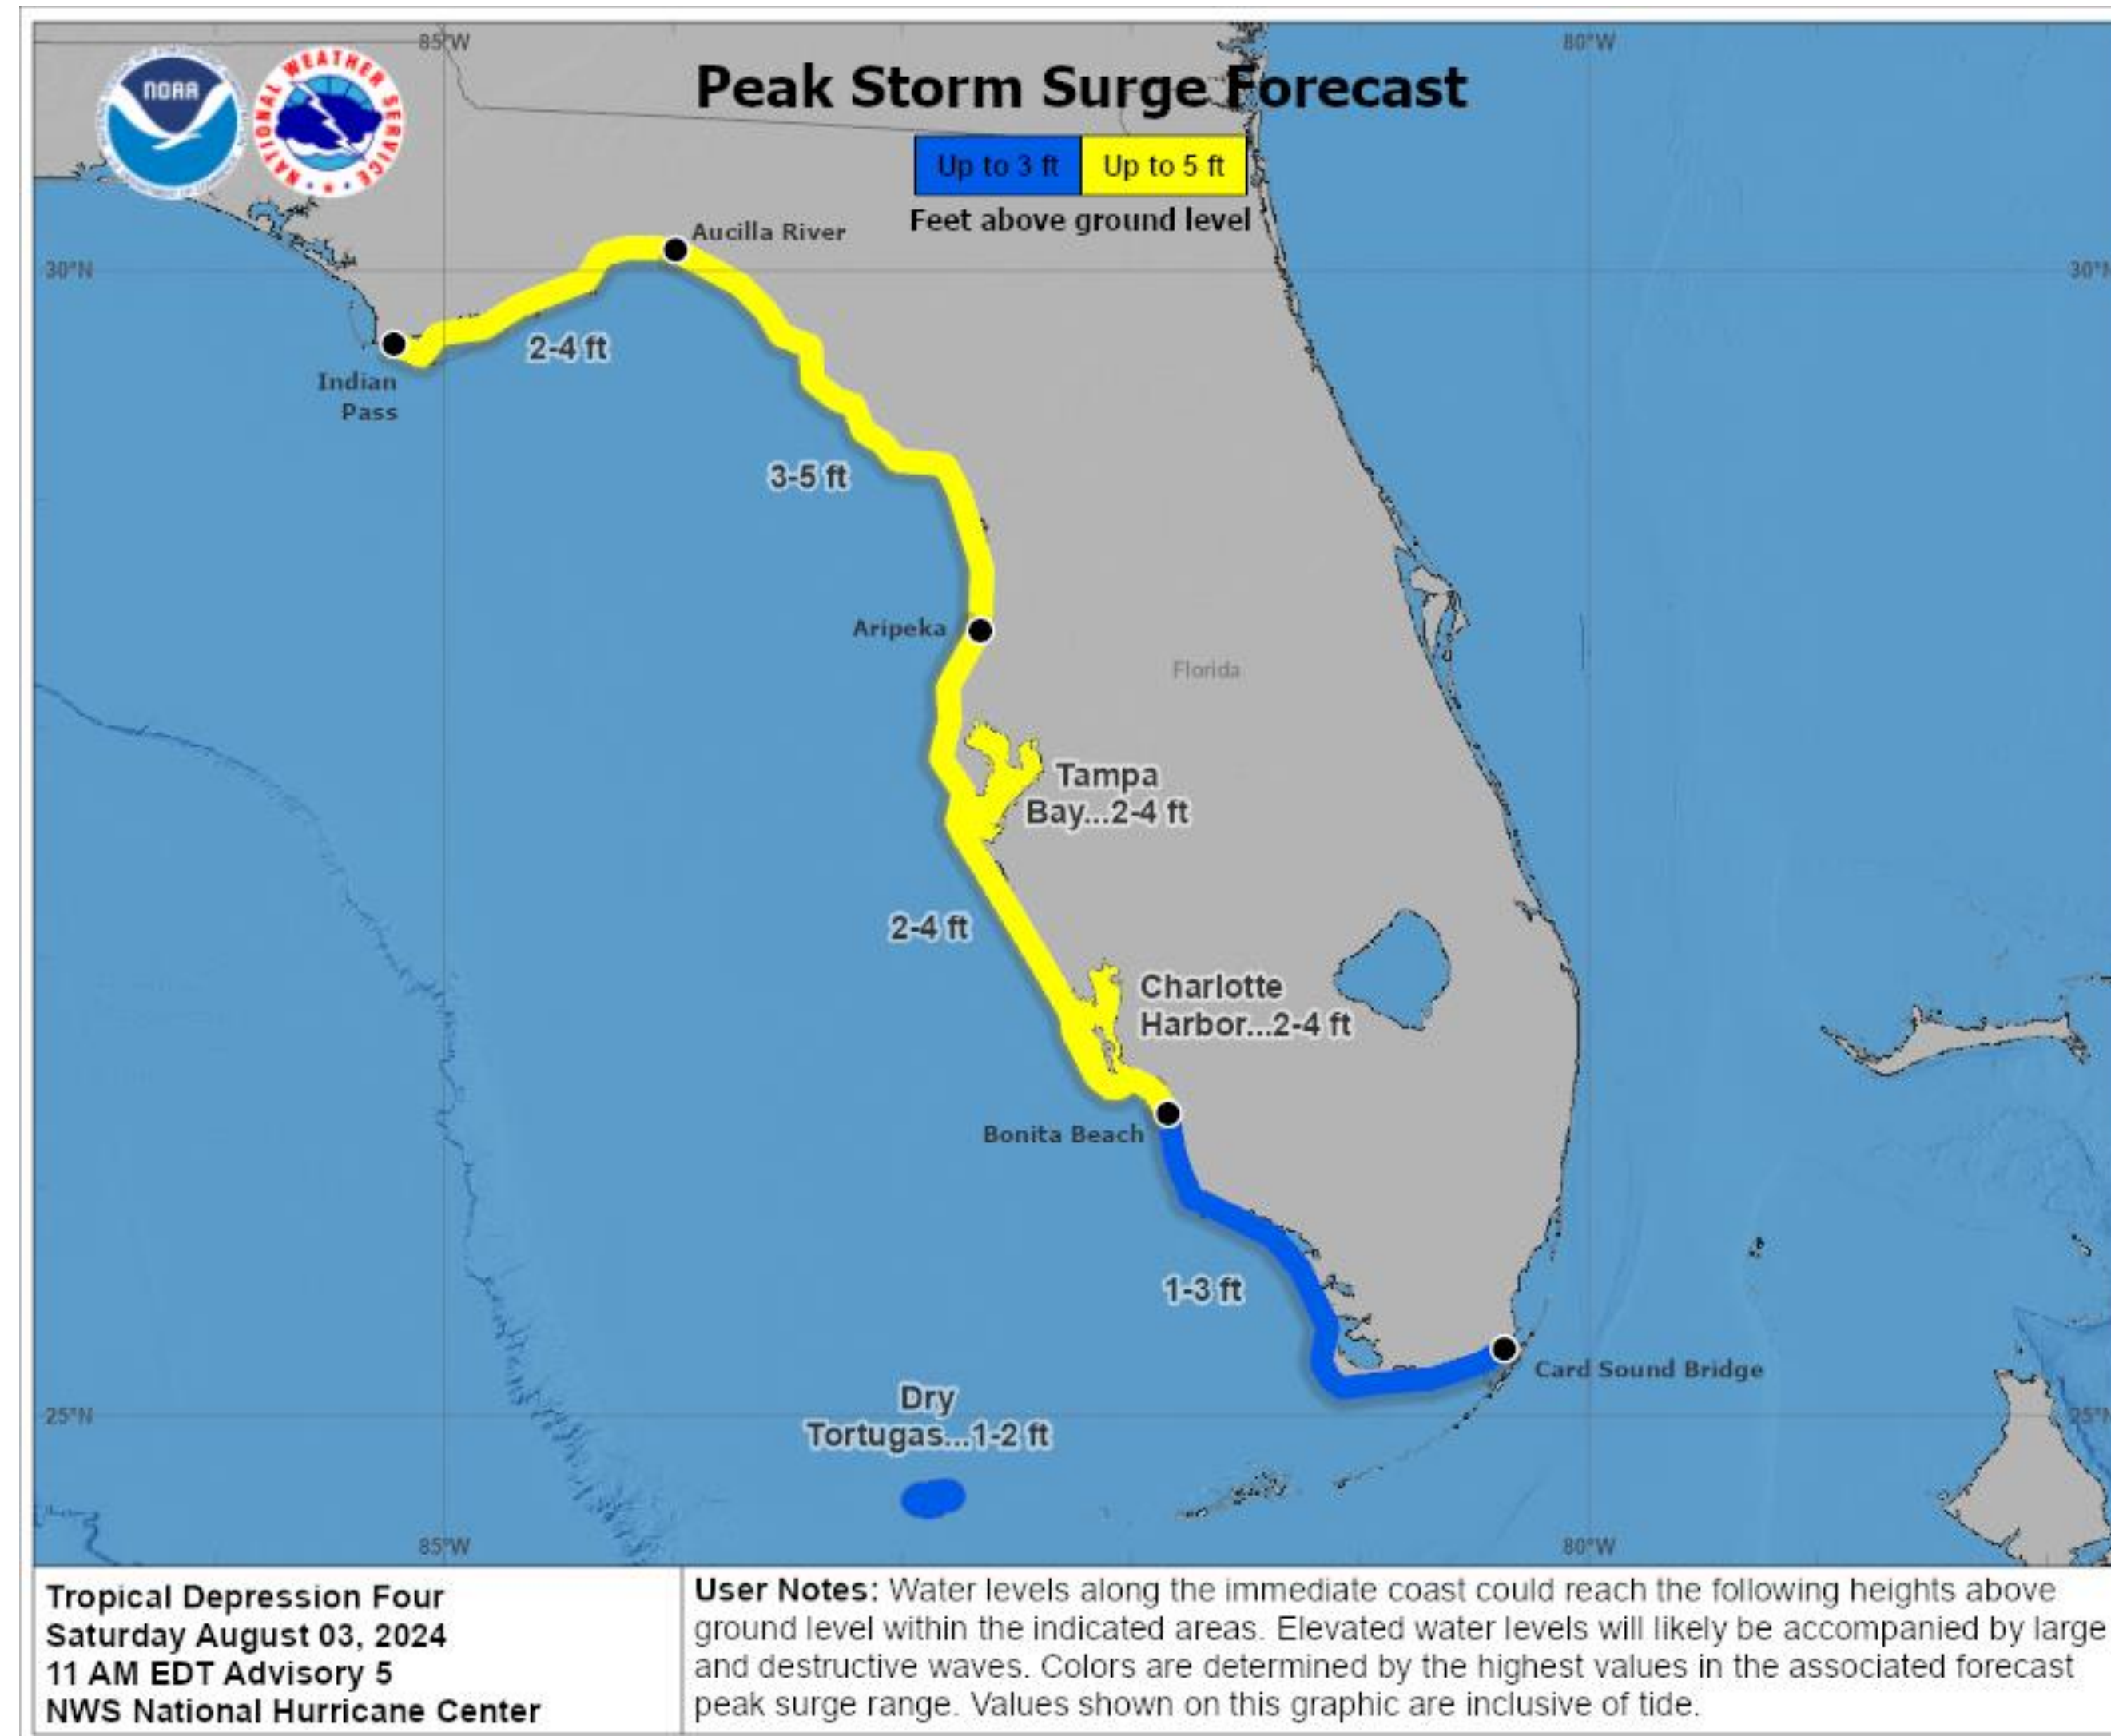 85°W
80°W
NOAA
NATIONAL WEATHER SERVICE
Peak Storm Surge Forecast
Up to 3 ft
Up to 5 ft
Feet above ground level
Aucilla River
30°N
30°N
2-4 ft
Indian
Pass
3-5 ft
Aripeka
Florida
Tampa
Bay...2-4 ft
2-4 ft
Charlotte
Harbor...2-4 ft
Bonita Beach
1-3 ft
Card Sound Bridge
Dry
Tortugas...1-2 ft
25°N
25°N
85°W
80°W
Tropical Depression Four
Saturday August 03, 2024
11 AM EDT Advisory 5
NWS National Hurricane Center
User Notes: Water levels along the immediate coast could reach the following heights above
ground level within the indicated areas. Elevated water levels will likely be accompanied by large
and destructive waves. Colors are determined by the highest values in the associated forecast
peak surge range. Values shown on this graphic are inclusive of tide.